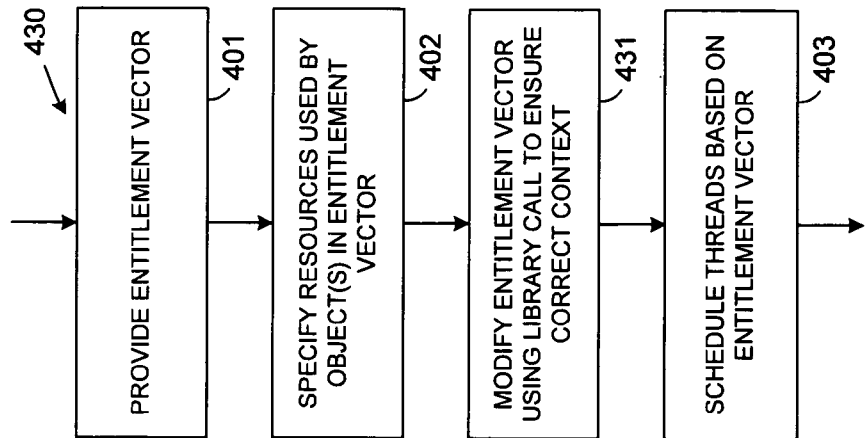 430
PROVIDE ENTITLEMENT VECTOR
401
SPECIFY RESOURCES USED BY
OBJECT(S) IN ENTITLEMENT
VECTOR
402
MODIFY ENTITLEMENT VECTOR
USING LIBRARY CALL TO ENSURE
CORRECT CONTEXT
431
SCHEDULE THREADS BASED ON
ENTITLEMENT VECTOR
403